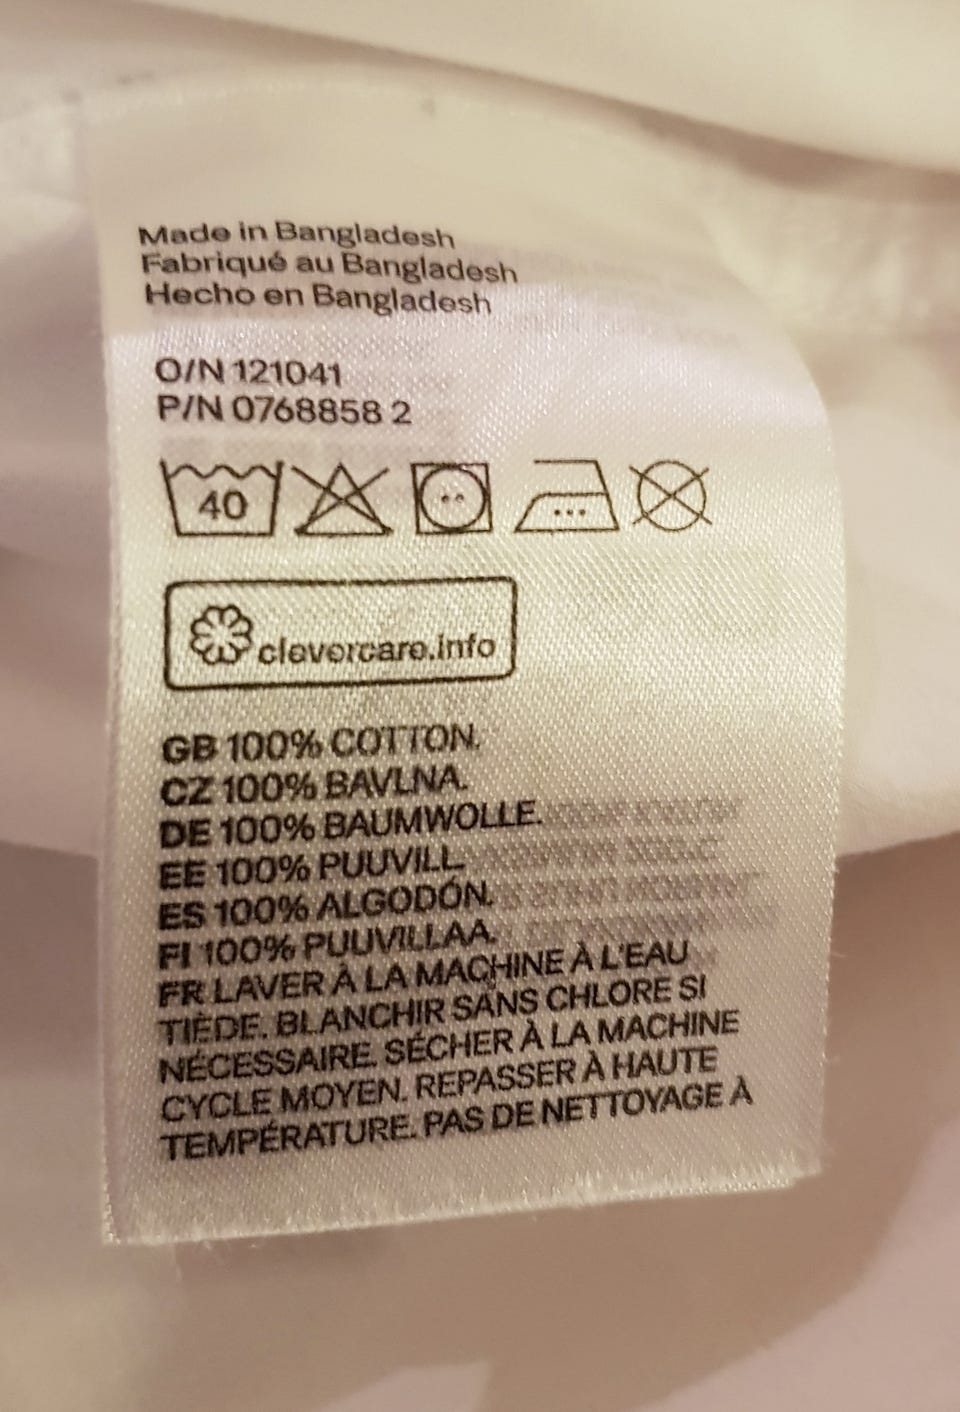 Made in Bangladesh
Fabriqué au Bangladesh
Hecho en Bangladesh
O/N 121041
P/N 0768858 2
40
clevercare.info
GB 100% COTTON.
CZ 100% BAVLNA.
DE 100% BAUMWOLLE.
EE 100% PUUVILL.
ES 100% ALGODÓN.
FI 100% PUUVILLAA.
FR LAVER À LA MACHINE À L'EAU
TIÈDE. BLANCHIR SANS CHLORE SI
NÉCESSAIRE. SÉCHER À LA MACHINE
CYCLE MOYEN. REPASSER À HAUTE
TEMPÉRATURE. PAS DE NETTOYAGE À